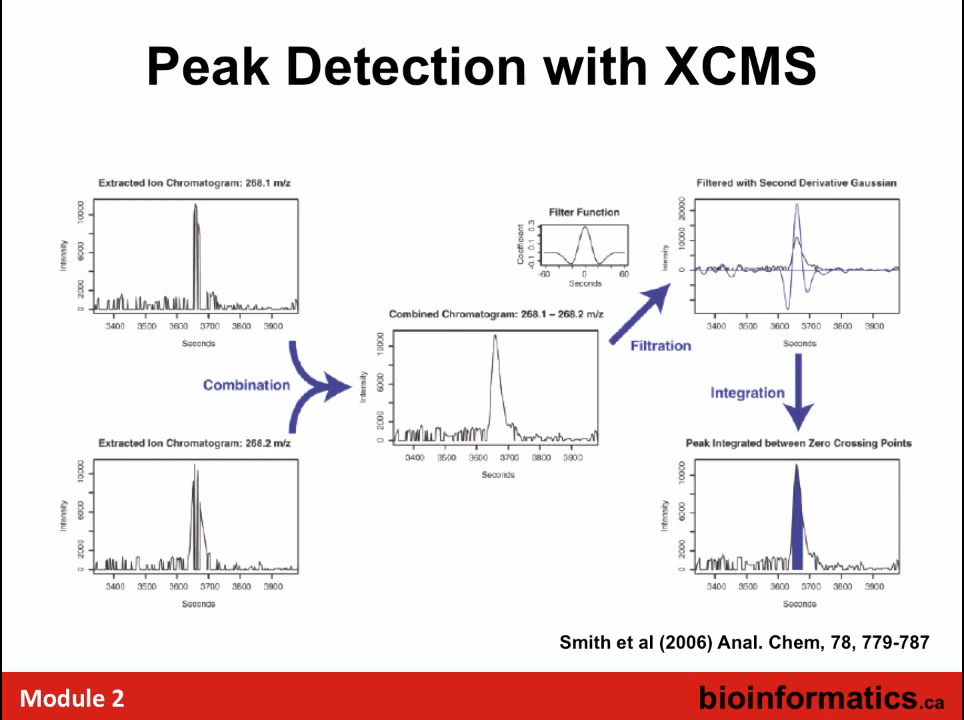 Peak Detection with XCMS
Extracted Ion Chromatogram: 268.1 m/z
Intensity
10000
6000
2000
0
3400 3500 3600 3700 3800 3900
Seconds
Combination
Extracted Ion Chromatogram: 268.2 m/z
Intensity
10000
6000
2000
0
3400 3500 3600 3700 3800 3900
Seconds
Filter Function
Coefficient
0.3
0.1
-0.1
-60 0 60
Seconds
Combined Chromatogram: 268.1 – 268.2 m/z
Intensity
10000
6000
2000
0
3400 3500 3600 3700 3800 3900
Seconds
Filtration
Filtered with Second Derivative Gaussian
Intensity
20000
10000
0
3400 3500 3600 3700 3800 3900
Seconds
Integration
Peak Integrated between Zero Crossing Points
Intensity
10000
6000
2000
0
3400 3500 3600 3700 3800 3900
Seconds
Smith et al (2006) Anal. Chem, 78, 779-787
Module 2
bioinformatics.ca